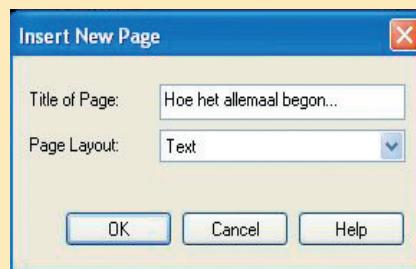 Insert New Page
Title of Page: Hoe het allemaal begon...
Page Layout: Text
OK Cancel Help